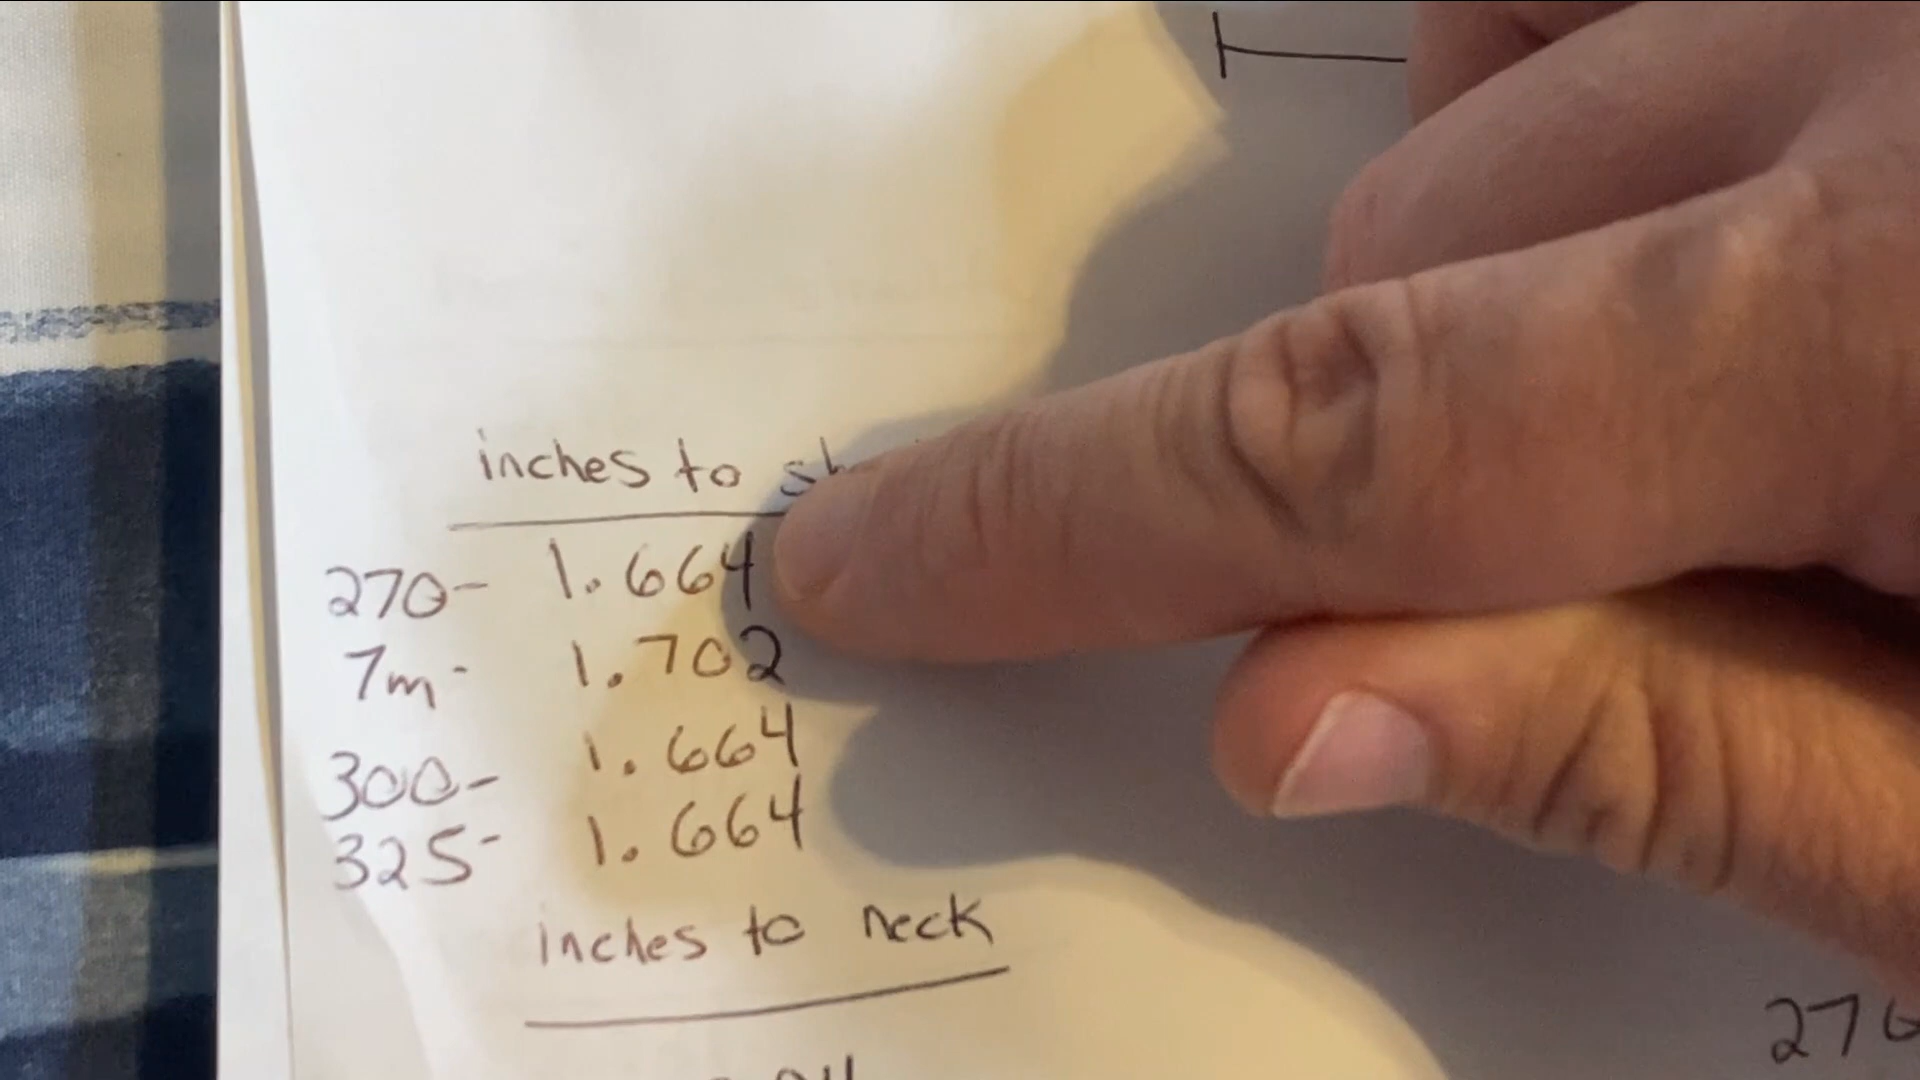 inches to
270- 1.664
7m- 1.702
300- 1.664
325- 1.664
inches to neck